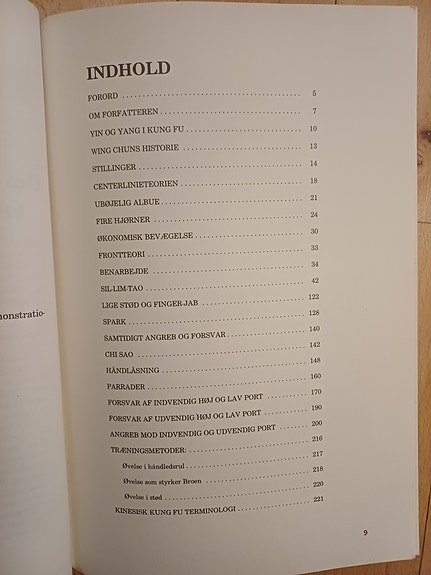 monstratio-
INDHOLD
FORORD 5
OM FORFATTEREN 7
YIN OG YANG I KUNG FU 10
WING CHUNS HISTORIE 13
STILLINGER 14
CENTERLINIETEORIEN 18
UBØJELIG ALBUE 21
FIRE HJØRNER 24
ØKONOMISK BEVÆGELSE 30
FRONTTEORI 33
BENARBEJDE 34
SIL-LIM-TAO 42
LIGE STØD OG FINGER-JAB 122
SPARK 128
SAMTIDIGT ANGREB OG FORSVAR 140
CHI SAO 142
HÅNDLÅSNING 148
PARRADER 160
FORSVAR AF INDVENDIG HØJ OG LAV PORT 170
FORSVAR AF UDVENDIG HØJ OG LAV PORT 190
ANGREB MOD INDVENDIG OG UDVENDIG PORT 200
TRÆNINGSMETODER: 216
Øvelse i håndledsrul 217
Øvelse som styrker Broen 218
Øvelse i stød 220
KINESISK KUNG FU TERMINOLOGI 221
9